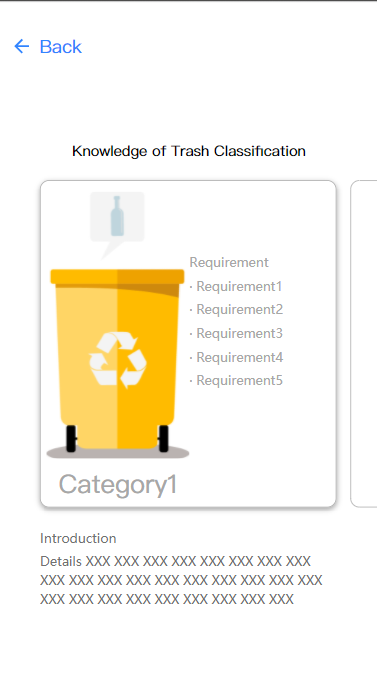 Back
Knowledge of Trash Classification
Requirement
· Requirement1
· Requirement2
· Requirement3
· Requirement4
· Requirement5
Category1
Introduction
Details XXX XXX XXX XXX XXX XXX XXX XXX
XXX XXX XXX XXX XXX XXX XXX XXX XXX XXX
XXX XXX XXX XXX XXX XXX XXX XXX XXX